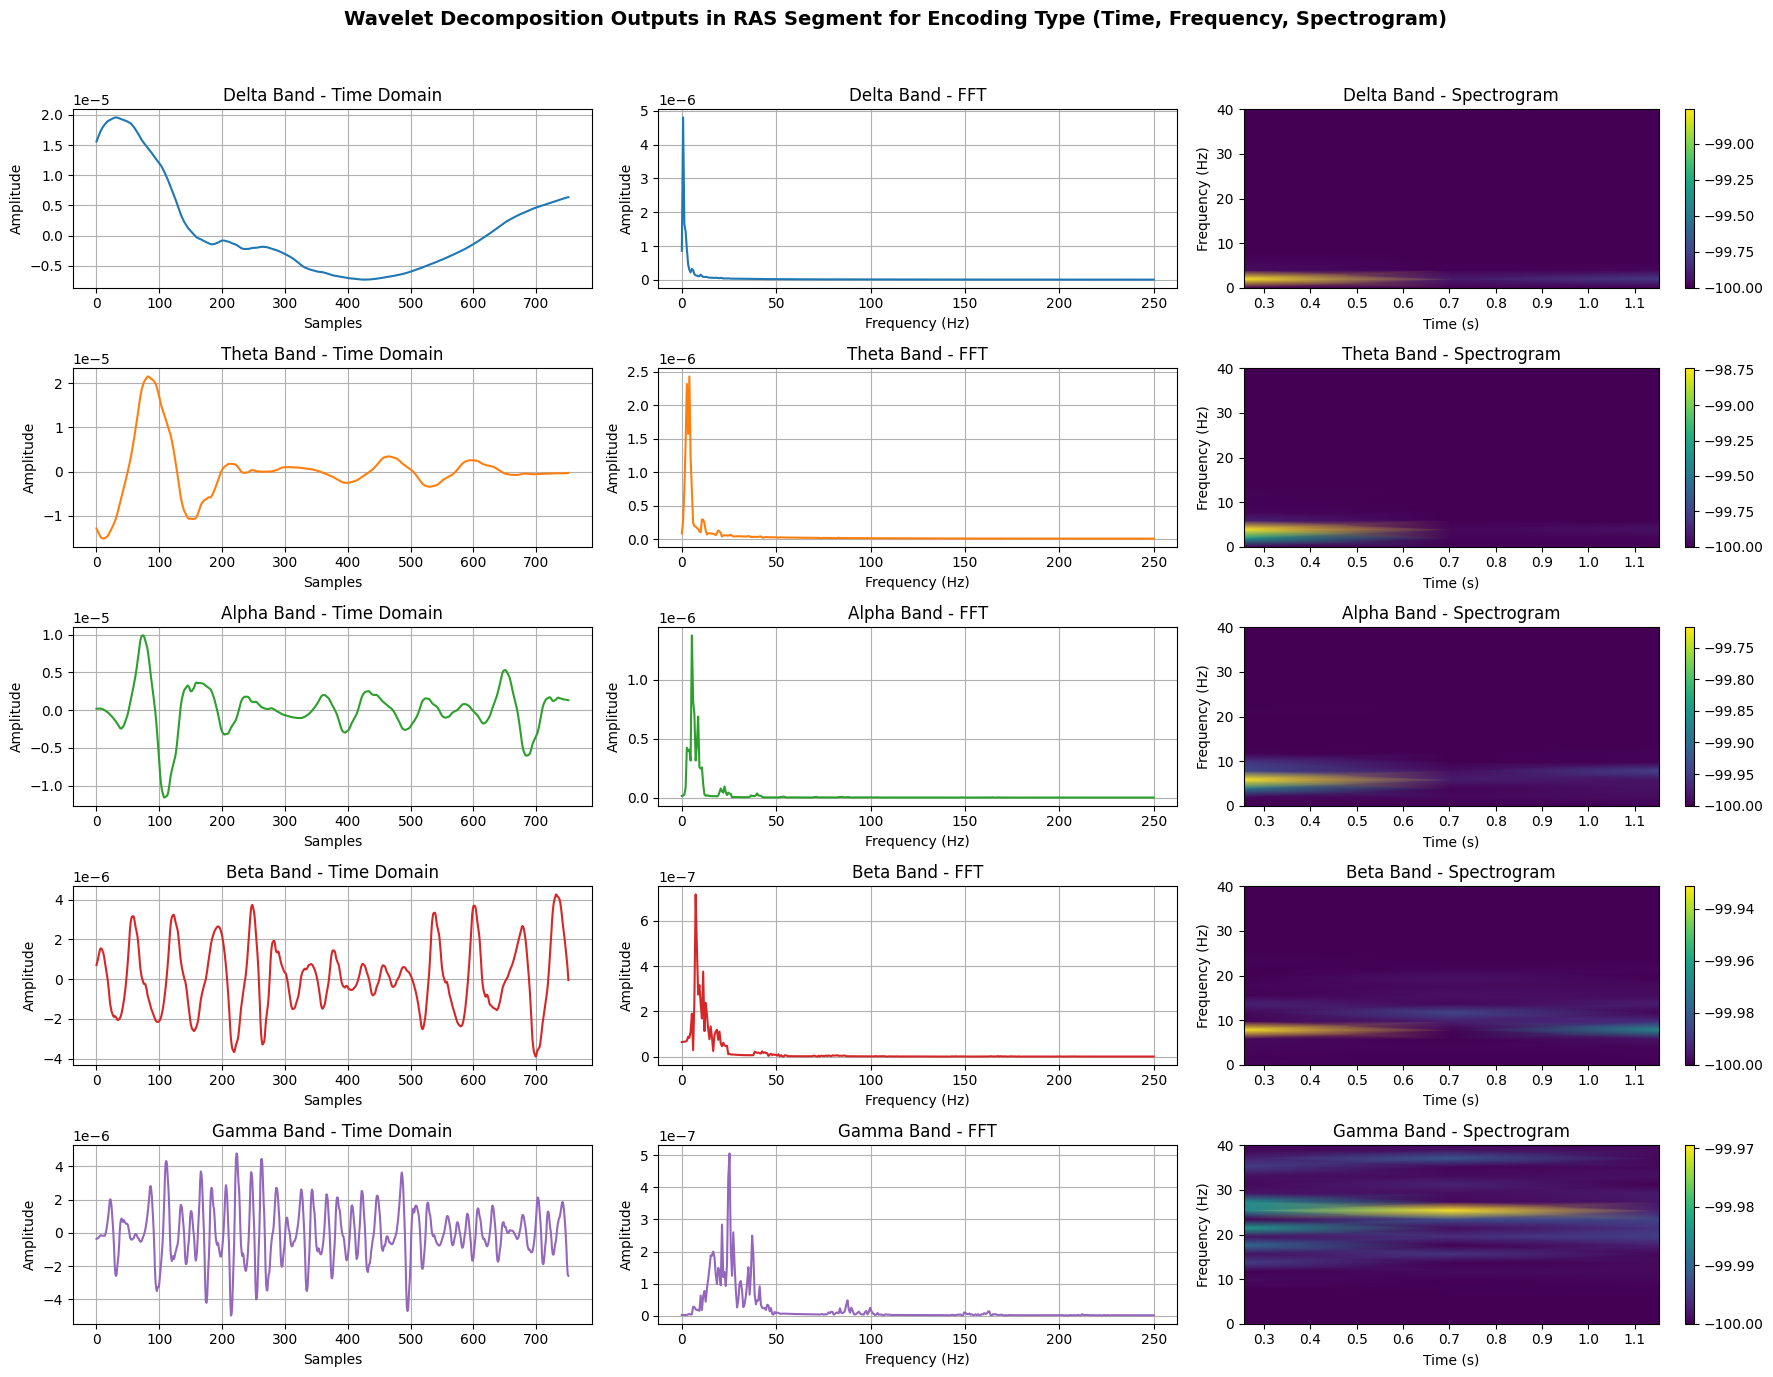 Wavelet Decomposition Outputs in RAS Segment for Encoding Type (Time, Frequency, Spectrogram)
Delta Band - Time Domain
1e−5
2.0
1.5
1.0
0.5
0.0
−0.5
Amplitude
0 100 200 300 400 500 600 700
Samples
Delta Band - FFT
1e−6
5
4
3
2
1
0
Amplitude
0 50 100 150 200 250
Frequency (Hz)
Delta Band - Spectrogram
40
30
20
10
0
Frequency (Hz)
0.3 0.4 0.5 0.6 0.7 0.8 0.9 1.0 1.1
Time (s)
−99.00
−99.25
−99.50
−99.75
−100.00
Theta Band - Time Domain
1e−5
2
1
0
−1
Amplitude
0 100 200 300 400 500 600 700
Samples
Theta Band - FFT
1e−6
2.5
2.0
1.5
1.0
0.5
0.0
Amplitude
0 50 100 150 200 250
Frequency (Hz)
Theta Band - Spectrogram
40
30
20
10
0
Frequency (Hz)
0.3 0.4 0.5 0.6 0.7 0.8 0.9 1.0 1.1
Time (s)
−98.75
−99.00
−99.25
−99.50
−99.75
−100.00
Alpha Band - Time Domain
1e−5
1.0
0.5
0.0
−0.5
−1.0
Amplitude
0 100 200 300 400 500 600 700
Samples
Alpha Band - FFT
1e−6
1.0
0.5
0.0
Amplitude
0 50 100 150 200 250
Frequency (Hz)
Alpha Band - Spectrogram
40
30
20
10
0
Frequency (Hz)
0.3 0.4 0.5 0.6 0.7 0.8 0.9 1.0 1.1
Time (s)
−99.75
−99.80
−99.85
−99.90
−99.95
−100.00
Beta Band - Time Domain
1e−6
4
2
0
−2
−4
Amplitude
0 100 200 300 400 500 600 700
Samples
Beta Band - FFT
1e−7
6
4
2
0
Amplitude
0 50 100 150 200 250
Frequency (Hz)
Beta Band - Spectrogram
40
30
20
10
0
Frequency (Hz)
0.3 0.4 0.5 0.6 0.7 0.8 0.9 1.0 1.1
Time (s)
−99.94
−99.96
−99.98
−100.00
Gamma Band - Time Domain
1e−6
4
2
0
−2
−4
Amplitude
0 100 200 300 400 500 600 700
Samples
Gamma Band - FFT
1e−7
5
4
3
2
1
0
Amplitude
0 50 100 150 200 250
Frequency (Hz)
Gamma Band - Spectrogram
40
30
20
10
0
Frequency (Hz)
0.3 0.4 0.5 0.6 0.7 0.8 0.9 1.0 1.1
Time (s)
−99.97
−99.98
−99.99
−100.00